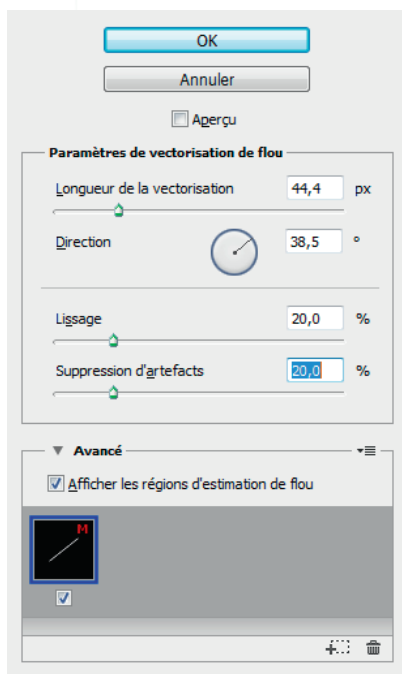 OK
Annuler
Aperçu
Paramètres de vectorisation de flou
Longueur de la vectorisation 44,4 px
Direction 38,5 °
Lissage 20,0 %
Suppression d'artefacts 20,0 %
Avancé
Afficher les régions d'estimation de flou
M